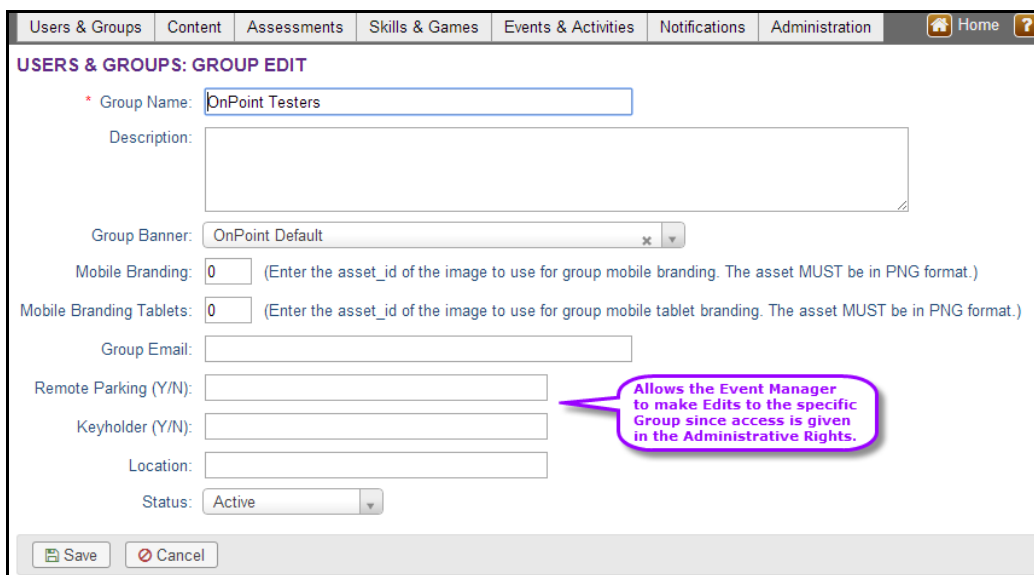 Users & Groups Content Assessments Skills & Games Events & Activities Notifications Administration Home ?
USERS & GROUPS: GROUP EDIT
* Group Name: OnPoint Testers
Description:
Group Banner: OnPoint Default
Mobile Branding: 0 (Enter the asset_id of the image to use for group mobile branding. The asset MUST be in PNG format.)
Mobile Branding Tablets: 0 (Enter the asset_id of the image to use for group mobile tablet branding. The asset MUST be in PNG format.)
Group Email:
Remote Parking (Y/N):
Allows the Event Manager
to make Edits to the specific
Group since access is given
in the Administrative Rights.
Keyholder (Y/N):
Location:
Status: Active
Save Cancel